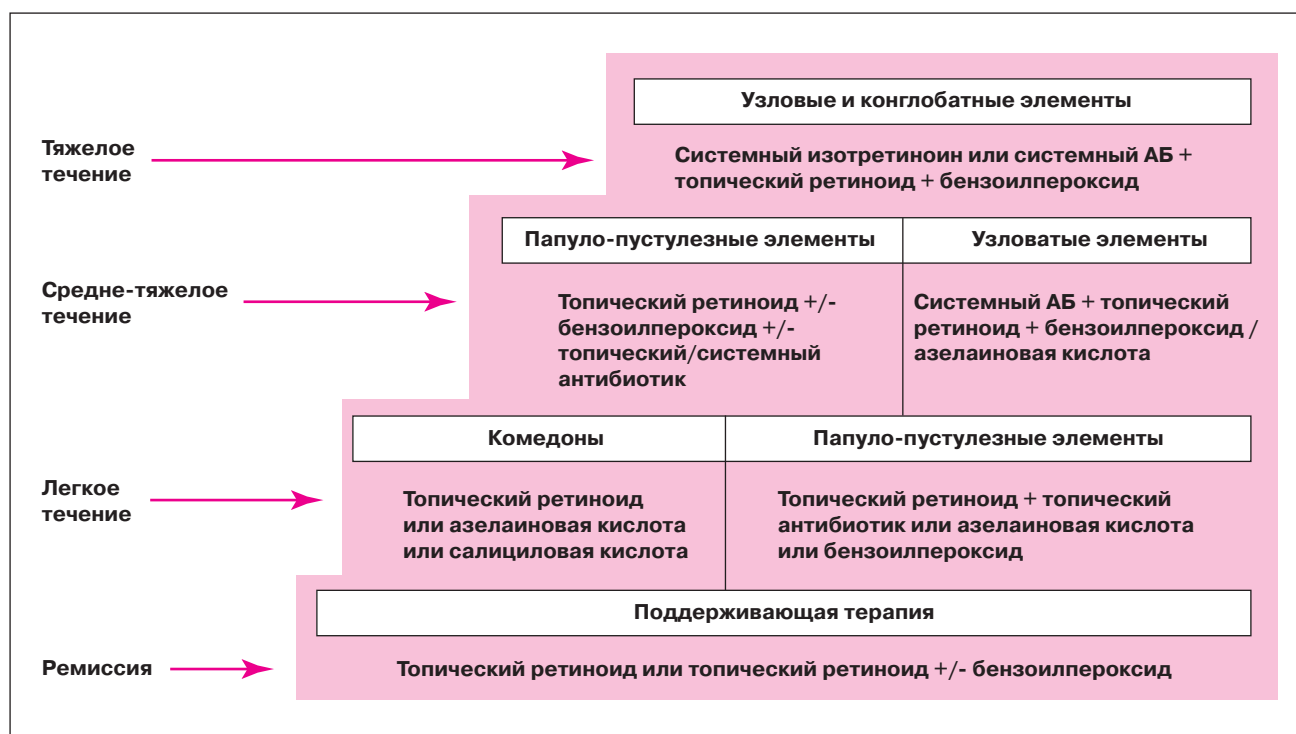 Узловые и конглобатные элементы
Тяжелое
течение
Системный изотретиноин или системный АБ +
топический ретиноид + бензоилпероксид
Папуло-пустулезные элементы
Узловатые элементы
Средне-тяжелое
течение
Топический ретиноид +/-
бензоилпероксид +/-
топический/системный
антибиотик
Системный АБ + топический
ретиноид + бензоилпероксид /
азелаиновая кислота
Комедоны
Папуло-пустулезные элементы
Легкое
течение
Топический ретиноид
или азелаиновая кислота
или салициловая кислота
Топический ретиноид + топический
антибиотик или азелаиновая кислота
или бензоилпероксид
Поддерживающая терапия
Ремиссия
Топический ретиноид или топический ретиноид +/- бензоилпероксид